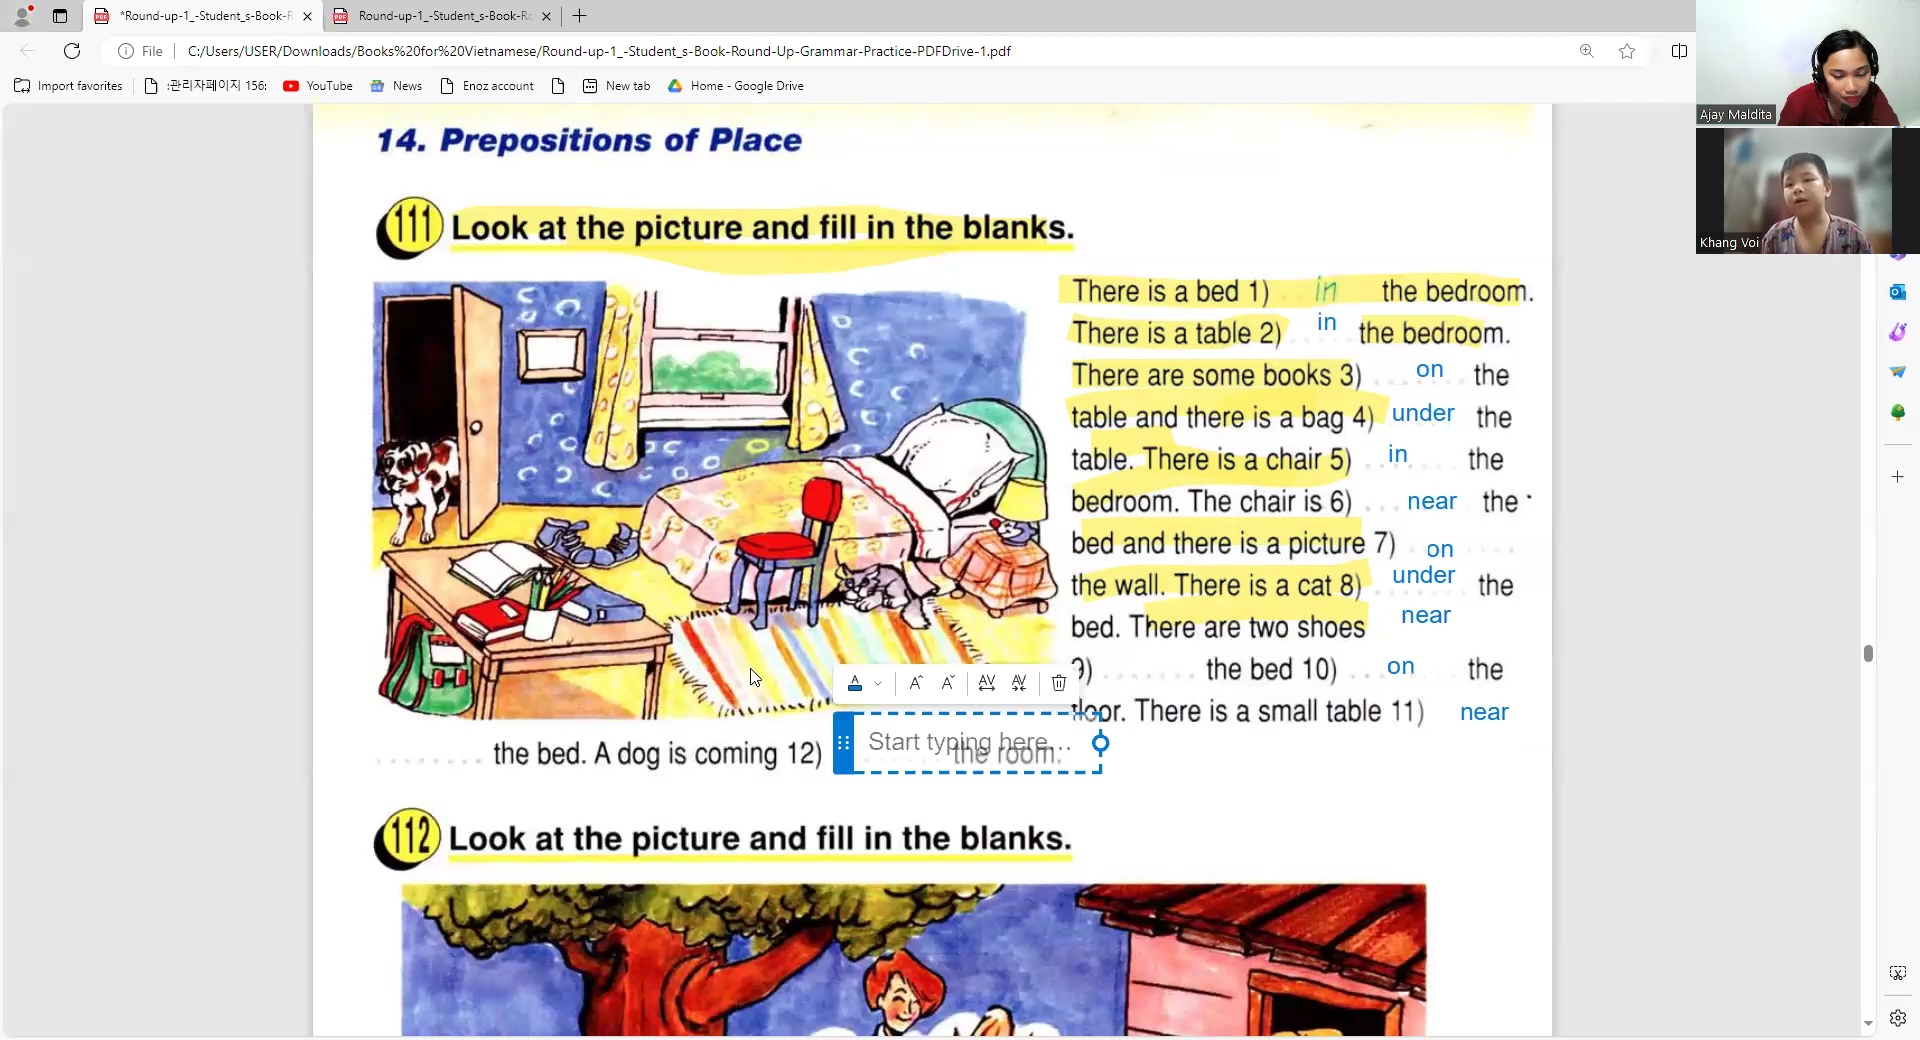 *Round-up-1_-Student_s-Book-R
Round-up-1_-Student_s-Book-Ro
File
C:/Users/USER/Downloads/Books%20for%20Vietnamese/Round-up-1_-Student_s-Book-Round-Up-Grammar-Practice-PDFDrive-1.pdf
Import favorites
:관리자페이지 156:
YouTube
News
Enoz account
New tab
Home - Google Drive
Ajay Maldita
Khang Voi
14. Prepositions of Place
111 Look at the picture and fill in the blanks.
There is a bed 1) in the bedroom.
There is a table 2) in the bedroom.
There are some books 3) on the
table and there is a bag 4) under the
table. There is a chair 5) in the
bedroom. The chair is 6) near the
bed and there is a picture 7) on
the wall. There is a cat 8) under the
bed. There are two shoes near
9) the bed 10) on the
floor. There is a small table 11) near
the bed. A dog is coming 12) the room.
Start typing here...
112 Look at the picture and fill in the blanks.